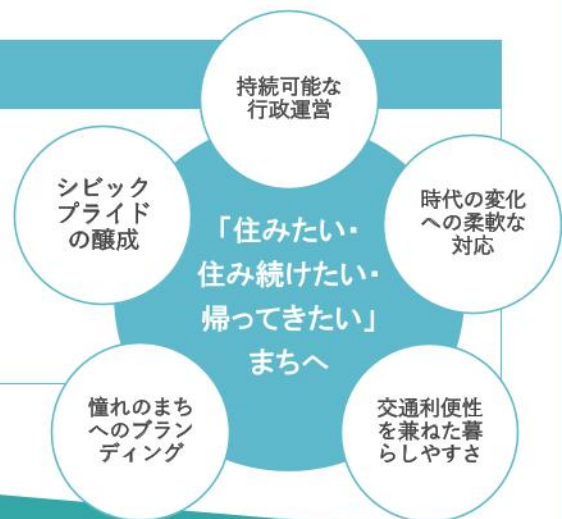 持続可能な
行政運営
シビック
プライド
の醸成
時代の変化
への柔軟な
対応
「住みたい・
住み続けたい・
帰ってきたい」
まちへ
憧れのまち
へのブラン
ディング
交通利便性
を兼ねた暮
らしやすさ